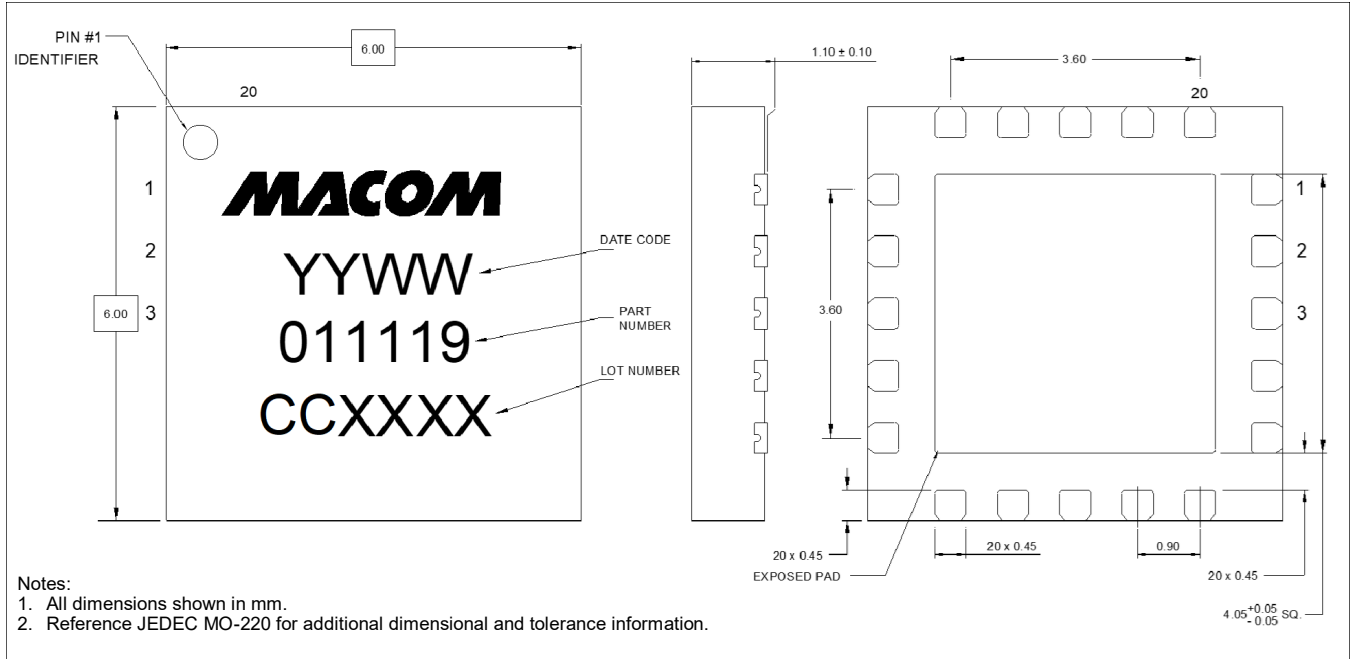 PIN #1
IDENTIFIER
6.00
20
6.00
1
2
3
MACOM
YYWW
011119
CCXXXX
DATE CODE
PART
NUMBER
LOT NUMBER
1.10 ± 0.10
3.60
20
3.60
1
2
3
20 x 0.45
20 x 0.45
0.90
20 x 0.45
EXPOSED PAD
4.05 +0.05 -0.05 SQ.
Notes:
1. All dimensions shown in mm.
2. Reference JEDEC MO-220 for additional dimensional and tolerance information.